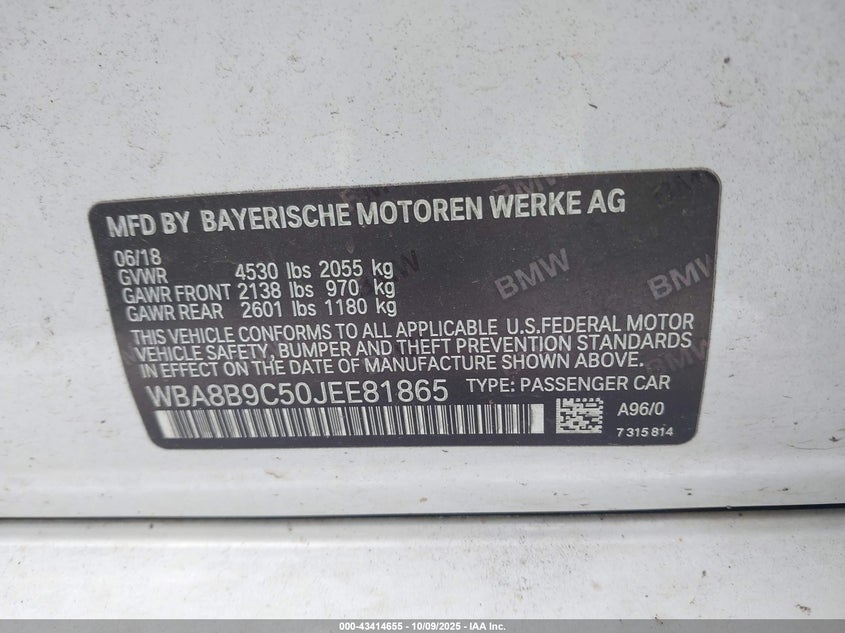 MFD BY BAYERISCHE MOTOREN WERKE AG
06/18
GVWR 4530 lbs 2055 kg
GAWR FRONT 2138 lbs 970 kg
GAWR REAR 2601 lbs 1180 kg
THIS VEHICLE CONFORMS TO ALL APPLICABLE U.S.FEDERAL MOTOR
VEHICLE SAFETY, BUMPER AND THEFT PREVENTION STANDARDS
IN EFFECT ON THE DATE OF MANUFACTURE SHOWN ABOVE.
WBA8B9C50JEE81865 TYPE: PASSENGER CAR
A96/0
7 315 814
BMW
BMW
BMW
BMW
000-43414655 - 10/09/2025 - IAA Inc.